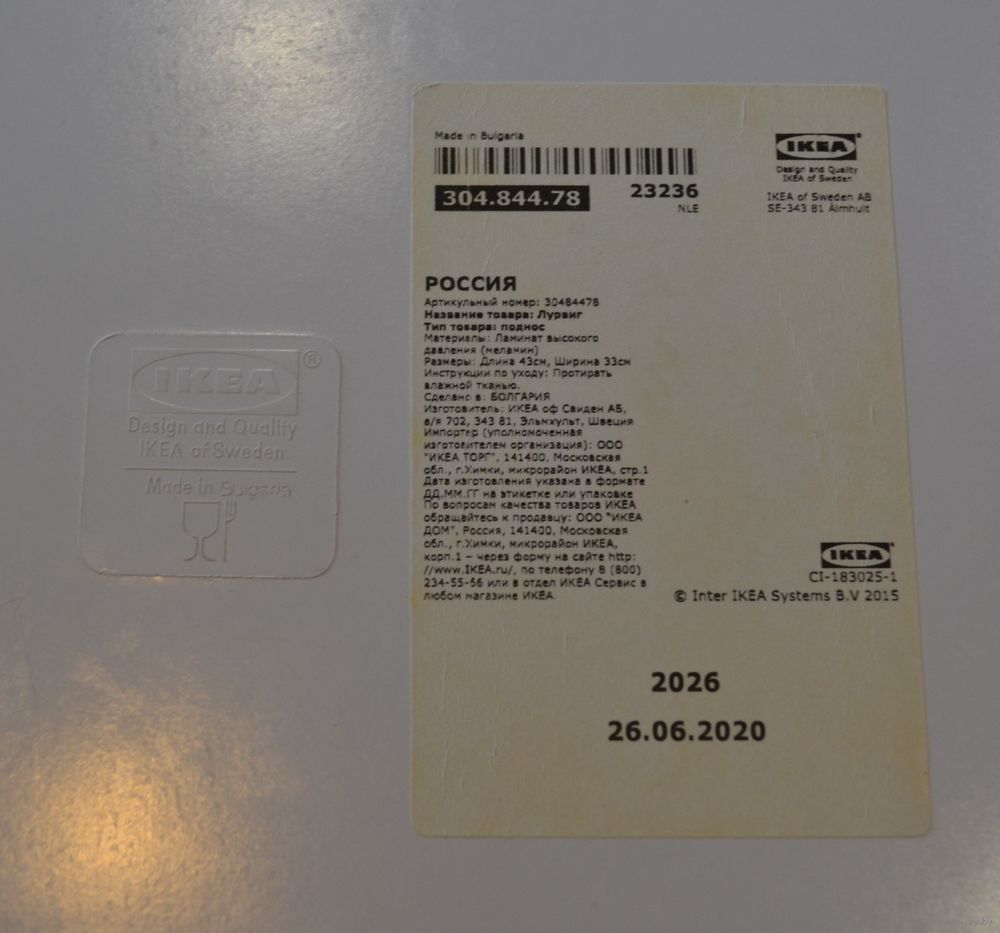 IKEA®
Design and Quality
IKEA of Sweden
Made in Bulgaria
Made in Bulgaria
304.844.78
23236
NLE
IKEA®
Design and Quality
IKEA of Sweden
IKEA of Sweden AB
SE-343 81 Älmhult
РОССИЯ
Артикульный номер: 30484478
Название товара: Лурвиг
Тип товара: поднос
Материалы: Ламинат высокого
давления (меламин)
Размеры: Длина 43см, Ширина 33см
Инструкции по уходу: Протирать
влажной тканью.
Сделано в: БОЛГАРИЯ
Изготовитель: ИКЕА оф Свиден АБ,
а/я 702, 343 81, Эльмхульт, Швеция
Импортер (уполномоченная
изготовителем организация): ООО
"ИКЕА ТОРГ", 141400, Московская
обл., г.Химки, микрорайон ИКЕА, стр.1
Дата изготовления указана в формате
ДД.ММ.ГГ на этикетке или упаковке
По вопросам качества товаров ИКЕА
обращайтесь к продавцу: ООО "ИКЕА
ДОМ", Россия, 141400, Московская
обл., г.Химки, микрорайон ИКЕА,
корп.1 – через форму на сайте http:
//www.IKEA.ru/, по телефону 8 (800)
234-55-56 или в отдел ИКЕА Сервис в
любом магазине ИКЕА.
IKEA®
CI-183025-1
© Inter IKEA Systems B.V 2015
2026
26.06.2020
ay.by